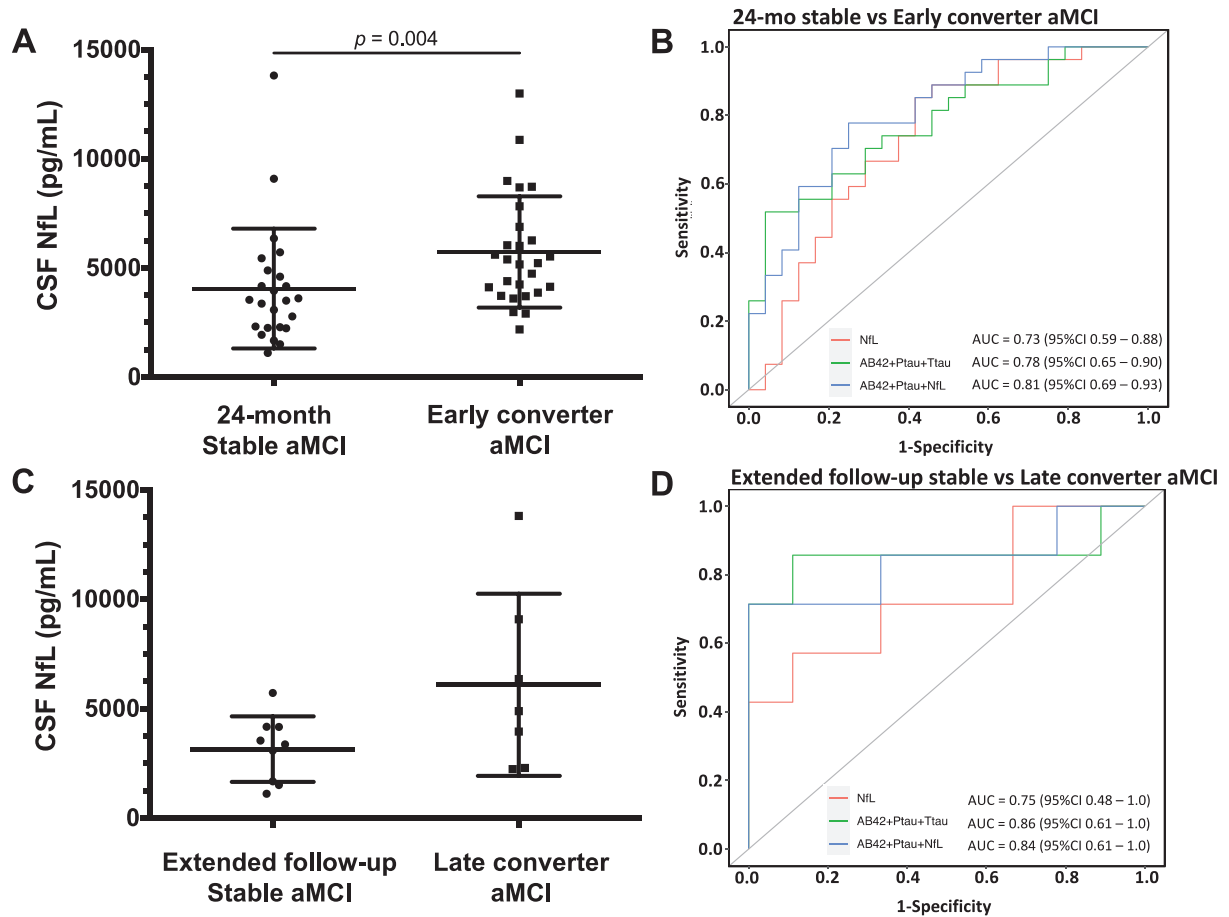 A
p = 0.004
CSF NfL (pg/mL)
15000
10000
5000
0
24-month
Stable aMCI
Early converter
aMCI
B
24-mo stable vs Early converter aMCI
Sensitivity
1.0
0.8
0.6
0.4
0.2
0.0
NfL AUC = 0.73 (95%CI 0.59 – 0.88)
AB42+Ptau+Ttau AUC = 0.78 (95%CI 0.65 – 0.90)
AB42+Ptau+NfL AUC = 0.81 (95%CI 0.69 – 0.93)
0.0 0.2 0.4 0.6 0.8 1.0
1-Specificity
C
CSF NfL (pg/mL)
15000
10000
5000
0
Extended follow-up
Stable aMCI
Late converter
aMCI
D
Extended follow-up stable vs Late converter aMCI
Sensitivity
1.0
0.8
0.6
0.4
0.2
0.0
NfL AUC = 0.75 (95%CI 0.48 – 1.0)
AB42+Ptau+Ttau AUC = 0.86 (95%CI 0.61 – 1.0)
AB42+Ptau+NfL AUC = 0.84 (95%CI 0.61 – 1.0)
0.0 0.2 0.4 0.6 0.8 1.0
1-Specificity